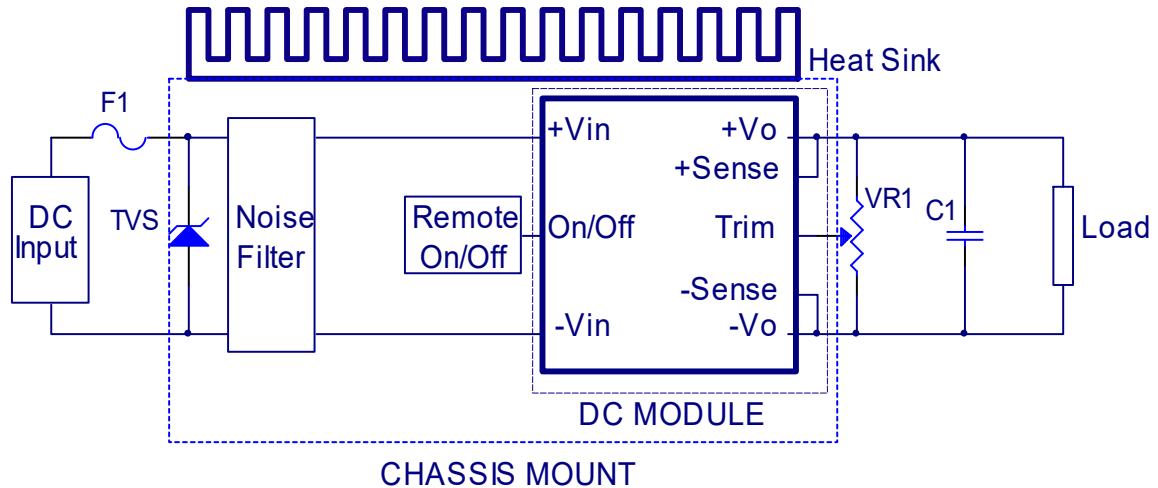 Heat Sink
F1
+Vin
+Vo
+Sense
DC
Input
TVS
Noise
Filter
Remote
On/Off
On/Off
Trim
VR1
C1
Load
-Sense
-Vin
-Vo
DC MODULE
CHASSIS MOUNT